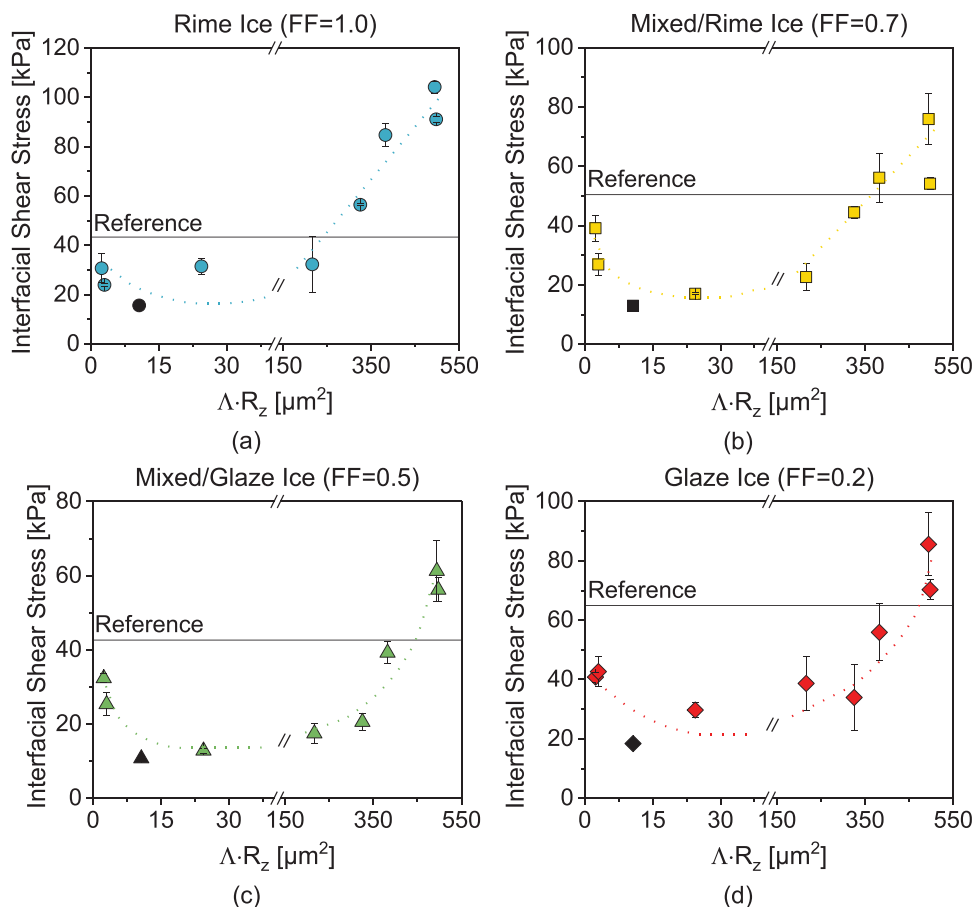 Rime Ice (FF=1.0)
Interfacial Shear Stress [kPa]
120
100
80
60
40
20
0
Reference
0 15 30 150 350 550
Λ·Rz [µm²]
(a)
Mixed/Rime Ice (FF=0.7)
Interfacial Shear Stress [kPa]
100
80
60
40
20
0
Reference
0 15 30 150 350 550
Λ·Rz [µm²]
(b)
Mixed/Glaze Ice (FF=0.5)
Interfacial Shear Stress [kPa]
80
60
40
20
0
Reference
0 15 30 150 350 550
Λ·Rz [µm²]
(c)
Glaze Ice (FF=0.2)
Interfacial Shear Stress [kPa]
100
80
60
40
20
0
Reference
0 15 30 150 350 550
Λ·Rz [µm²]
(d)